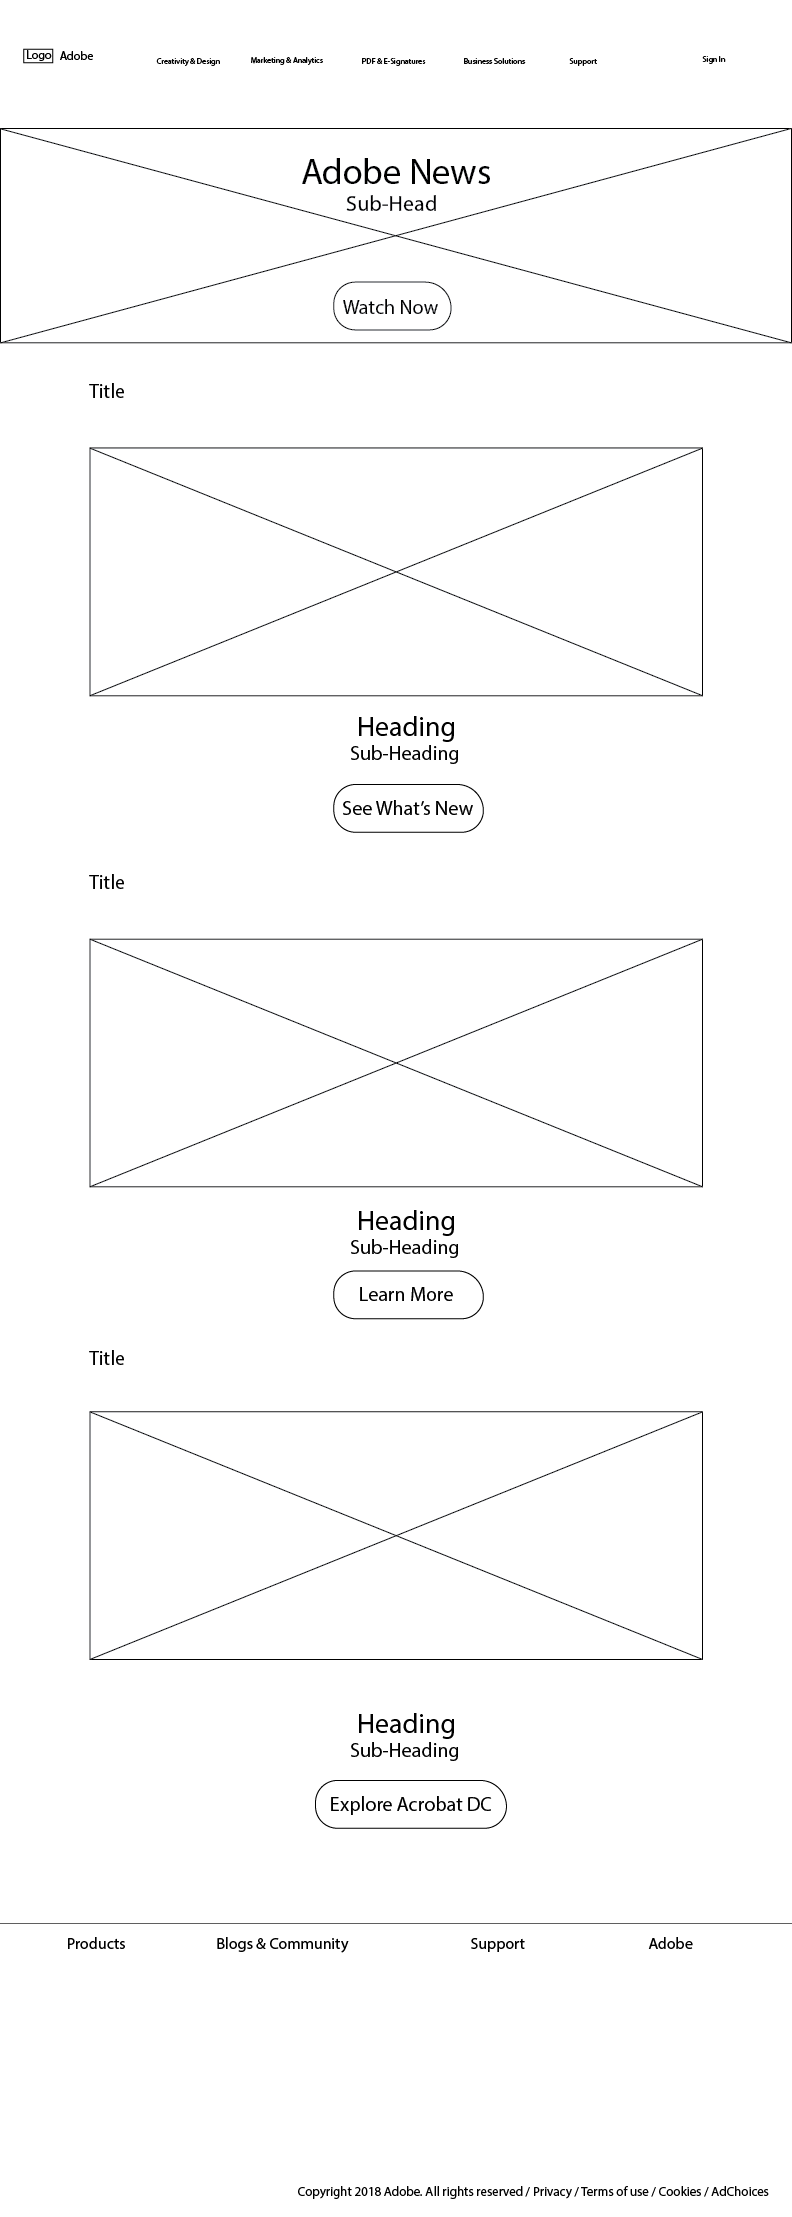 Logo Adobe Creativity & Design Marketing & Analytics PDF & E-Signatures Business Solutions Support Sign In
Adobe News
Sub-Head
Watch Now
Title
Heading
Sub-Heading
See What’s New
Title
Heading
Sub-Heading
Learn More
Title
Heading
Sub-Heading
Explore Acrobat DC
Products Blogs & Community Support Adobe
Copyright 2018 Adobe. All rights reserved / Privacy / Terms of use / Cookies / AdChoices